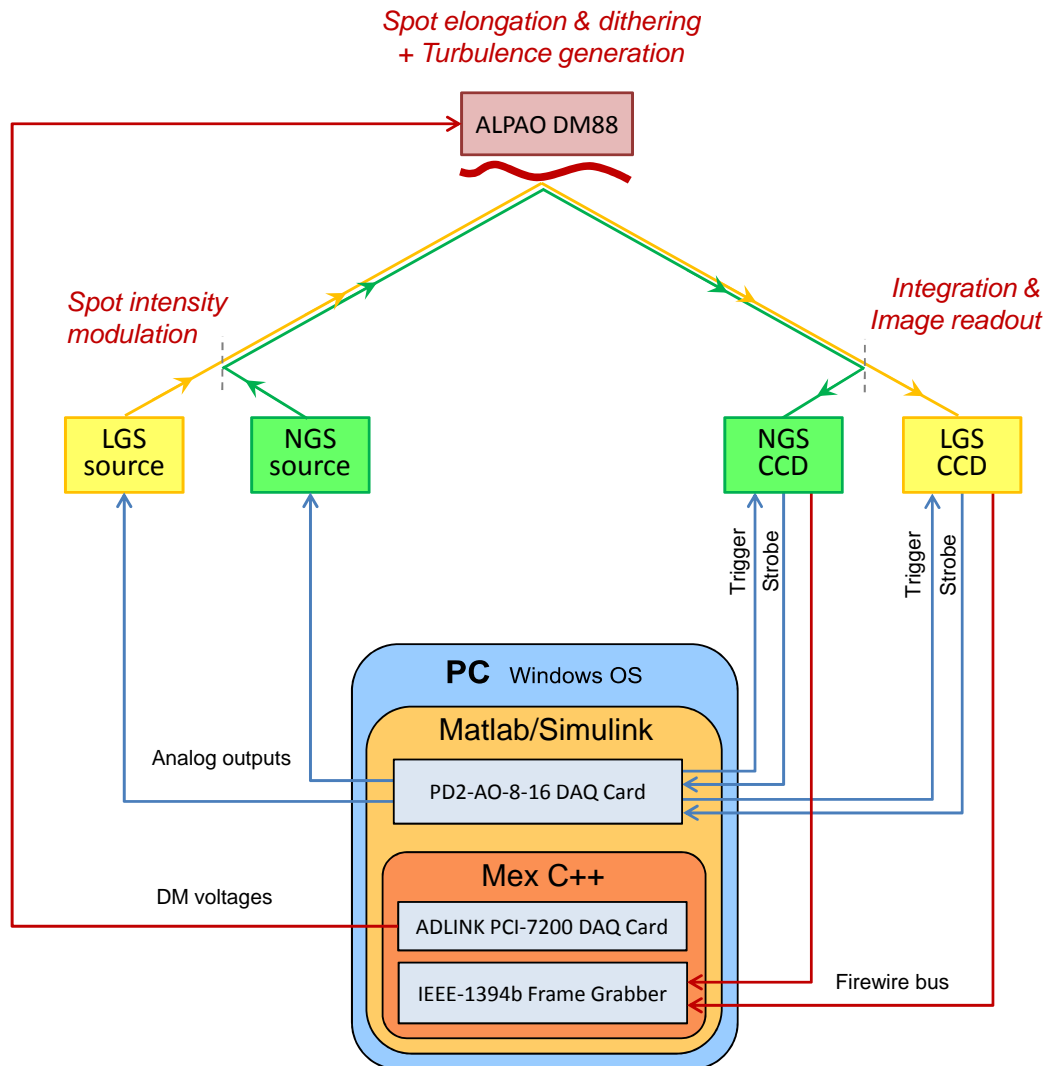 Spot elongation & dithering
+ Turbulence generation
ALPAO DM88
Spot intensity
modulation
Integration &
Image readout
LGS
source
NGS
source
NGS
CCD
LGS
CCD
Trigger
Strobe
Trigger
Strobe
PC Windows OS
Matlab/Simulink
Analog outputs
PD2-AO-8-16 DAQ Card
Mex C++
DM voltages
ADLINK PCI-7200 DAQ Card
IEEE-1394b Frame Grabber
Firewire bus